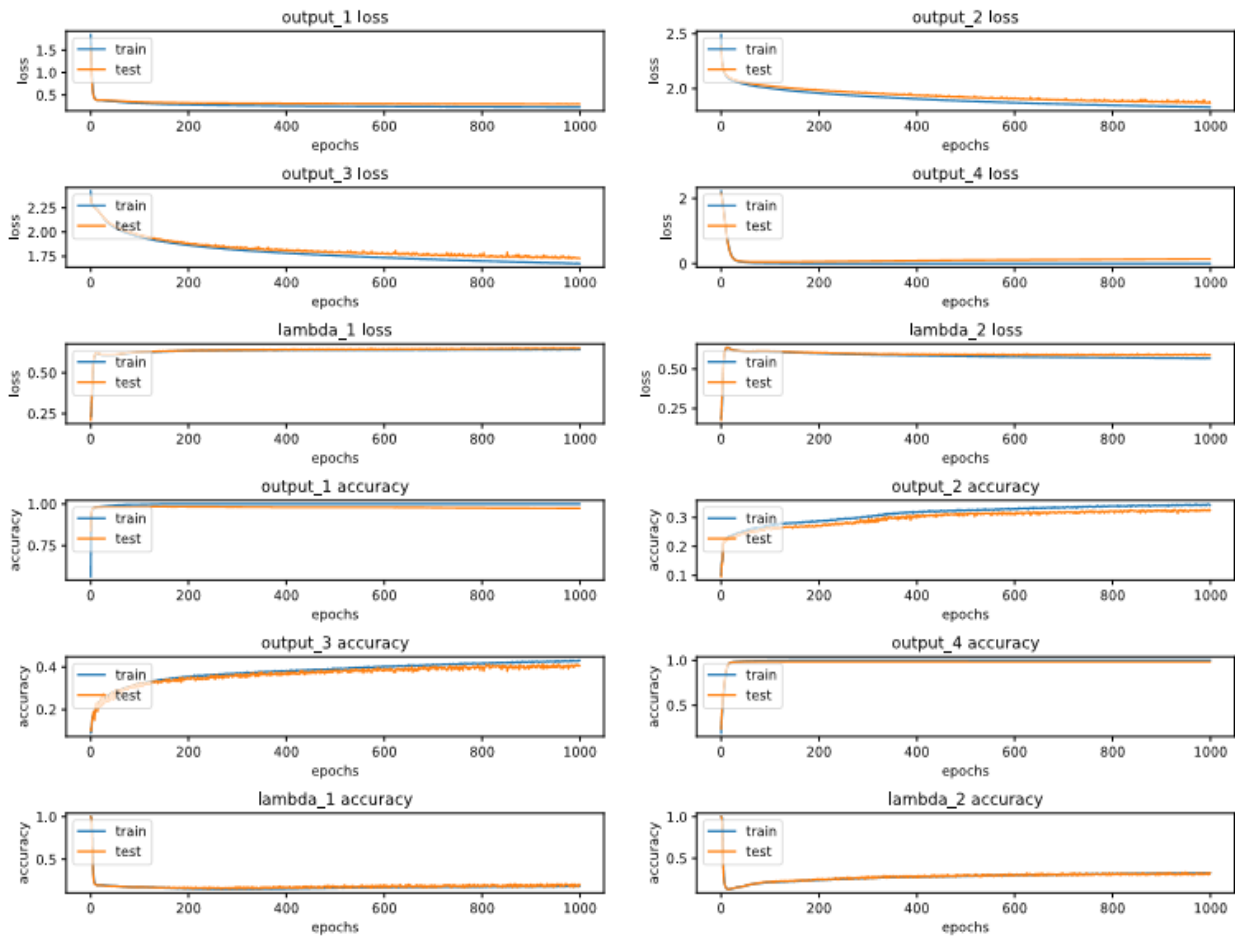 output_1 loss
1.5
1.0
0.5
loss
train
test
0 200 400 600 800 1000
epochs
output_2 loss
2.5
2.0
loss
train
test
0 200 400 600 800 1000
epochs
output_3 loss
2.25
2.00
1.75
loss
train
test
0 200 400 600 800 1000
epochs
output_4 loss
2
0
loss
train
test
0 200 400 600 800 1000
epochs
lambda_1 loss
0.50
0.25
loss
train
test
0 200 400 600 800 1000
epochs
lambda_2 loss
0.50
0.25
loss
train
test
0 200 400 600 800 1000
epochs
output_1 accuracy
1.00
0.75
accuracy
train
test
0 200 400 600 800 1000
epochs
output_2 accuracy
0.3
0.2
0.1
accuracy
train
test
0 200 400 600 800 1000
epochs
output_3 accuracy
0.4
0.2
accuracy
train
test
0 200 400 600 800 1000
epochs
output_4 accuracy
1.0
0.5
accuracy
train
test
0 200 400 600 800 1000
epochs
lambda_1 accuracy
1.0
0.5
accuracy
train
test
0 200 400 600 800 1000
epochs
lambda_2 accuracy
1.0
0.5
accuracy
train
test
0 200 400 600 800 1000
epochs